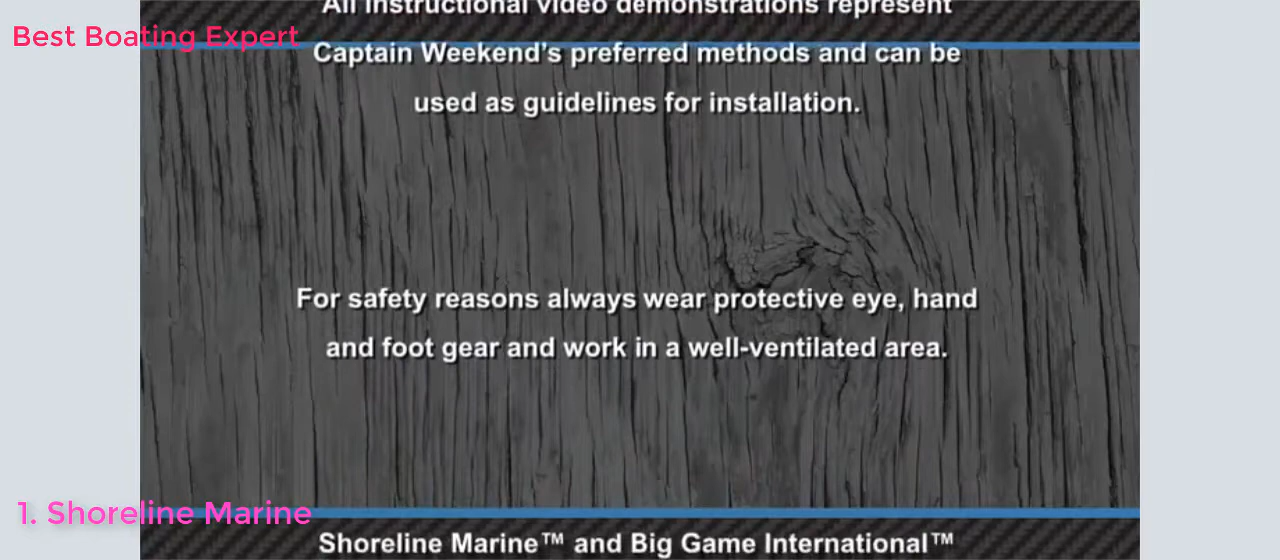 All instructional video demonstrations represent
Best Boating Expert
Captain Weekend's preferred methods and can be
used as guidelines for installation.
For safety reasons always wear protective eye, hand
and foot gear and work in a well-ventilated area.
1. Shoreline Marine
Shoreline Marine™ and Big Game International™